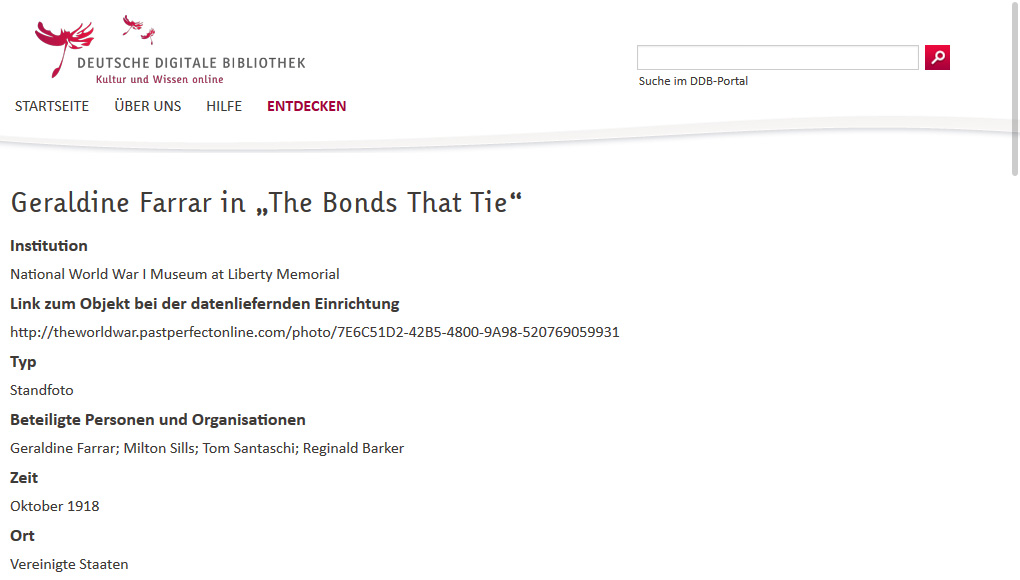 DEUTSCHE DIGITALE BIBLIOTHEK
Kultur und Wissen online
Suche im DDB-Portal
STARTSEITE ÜBER UNS HILFE ENTDECKEN
Geraldine Farrar in „The Bonds That Tie“
Institution
National World War I Museum at Liberty Memorial
Link zum Objekt bei der datenliefernden Einrichtung
http://theworldwar.pastperfectonline.com/photo/7E6C51D2-42B5-4800-9A98-520769059931
Typ
Standfoto
Beteiligte Personen und Organisationen
Geraldine Farrar; Milton Sills; Tom Santaschi; Reginald Barker
Zeit
Oktober 1918
Ort
Vereinigte Staaten